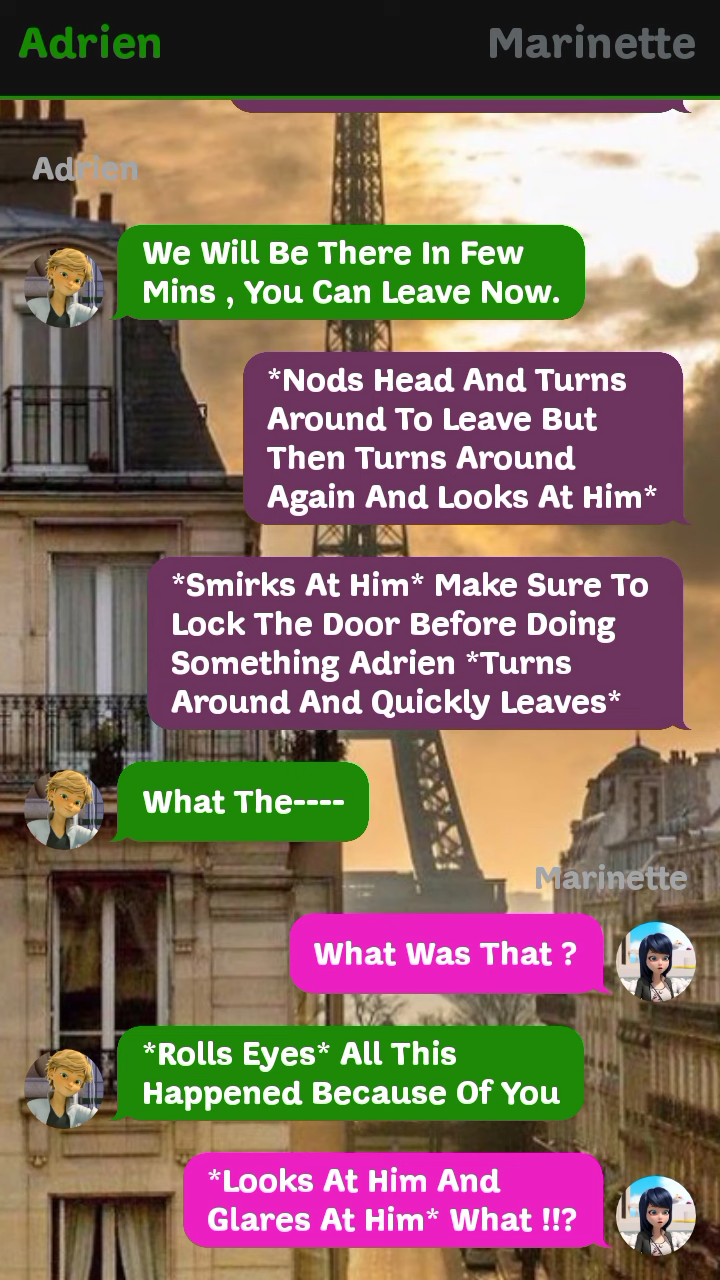 Adrien
Marinette
Adrien
We Will Be There In Few
Mins , You Can Leave Now.
*Nods Head And Turns
Around To Leave But
Then Turns Around
Again And Looks At Him*
*Smirks At Him* Make Sure To
Lock The Door Before Doing
Something Adrien *Turns
Around And Quickly Leaves*
What The----
Marinette
What Was That ?
*Rolls Eyes* All This
Happened Because Of You
*Looks At Him And
Glares At Him* What !!?